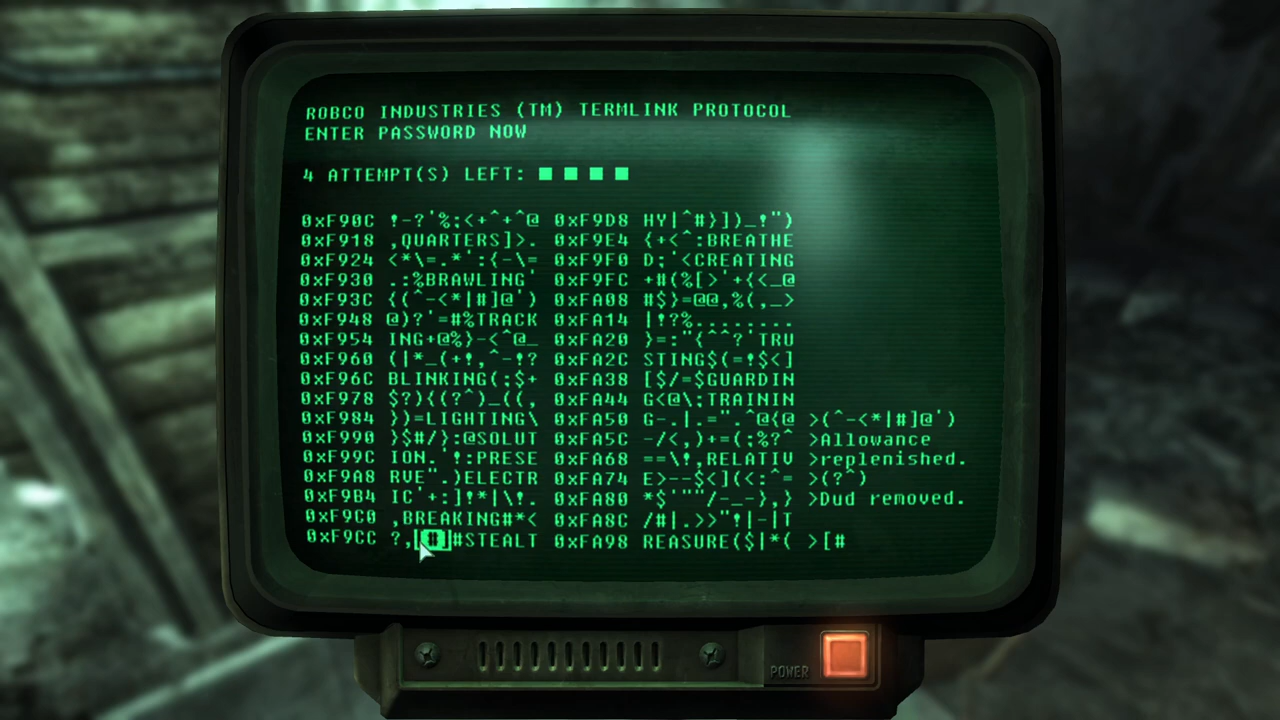 ROBCO INDUSTRIES (TM) TERMLINK PROTOCOL
ENTER PASSWORD NOW
4 ATTEMPT(S) LEFT: ■ ■ ■ ■
0xF90C !-?'%;<+^+^@ 0xF9D8 HY|^#}])_!")
0xF918 ,QUARTERS]>. 0xF9E4 {+<^:BREATHE
0xF924 <*\=.*':{-\= 0xF9F0 D;'<CREATING
0xF930 .:%BRAWLING' 0xF9FC +#(%[>'+{<_@
0xF93C {(^-<*|#]@') 0xFA08 #$}=@@,%(,_>
0xF948 @)?'=#%TRACK 0xFA14 |!?%........
0xF954 ING+@%}-<^@_ 0xFA20 }=:"{^^?'TRU
0xF960 (|*_(+!,^-!? 0xFA2C STING$(=!$<]
0xF96C BLINKING(;$+ 0xFA38 [$/=$GUARDIN
0xF978 $?){(?^)_((, 0xFA44 G<@\;TRAININ
0xF984 })=LIGHTING\ 0xFA50 G-.|.=".^@{@ >(^-<*|#]@')
0xF990 }$#/}:@SOLUT 0xFA5C -/<,)+=(;%?^ >Allowance
0xF99C ION.'!:PRESE 0xFA68 ==\!,RELATIV >replenished.
0xF9A8 RVE".)ELECTR 0xFA74 E>--$<](<:^= >(?^)
0xF9B4 IC'+:]!*|\!. 0xFA80 *$'""/-_-},} >Dud removed.
0xF9C0 ,BREAKING#*< 0xFA8C /#|.>>"!|-|T
0xF9CC ?,[#]#STEALT 0xFA98 REASURE($|*( >[#
POWER